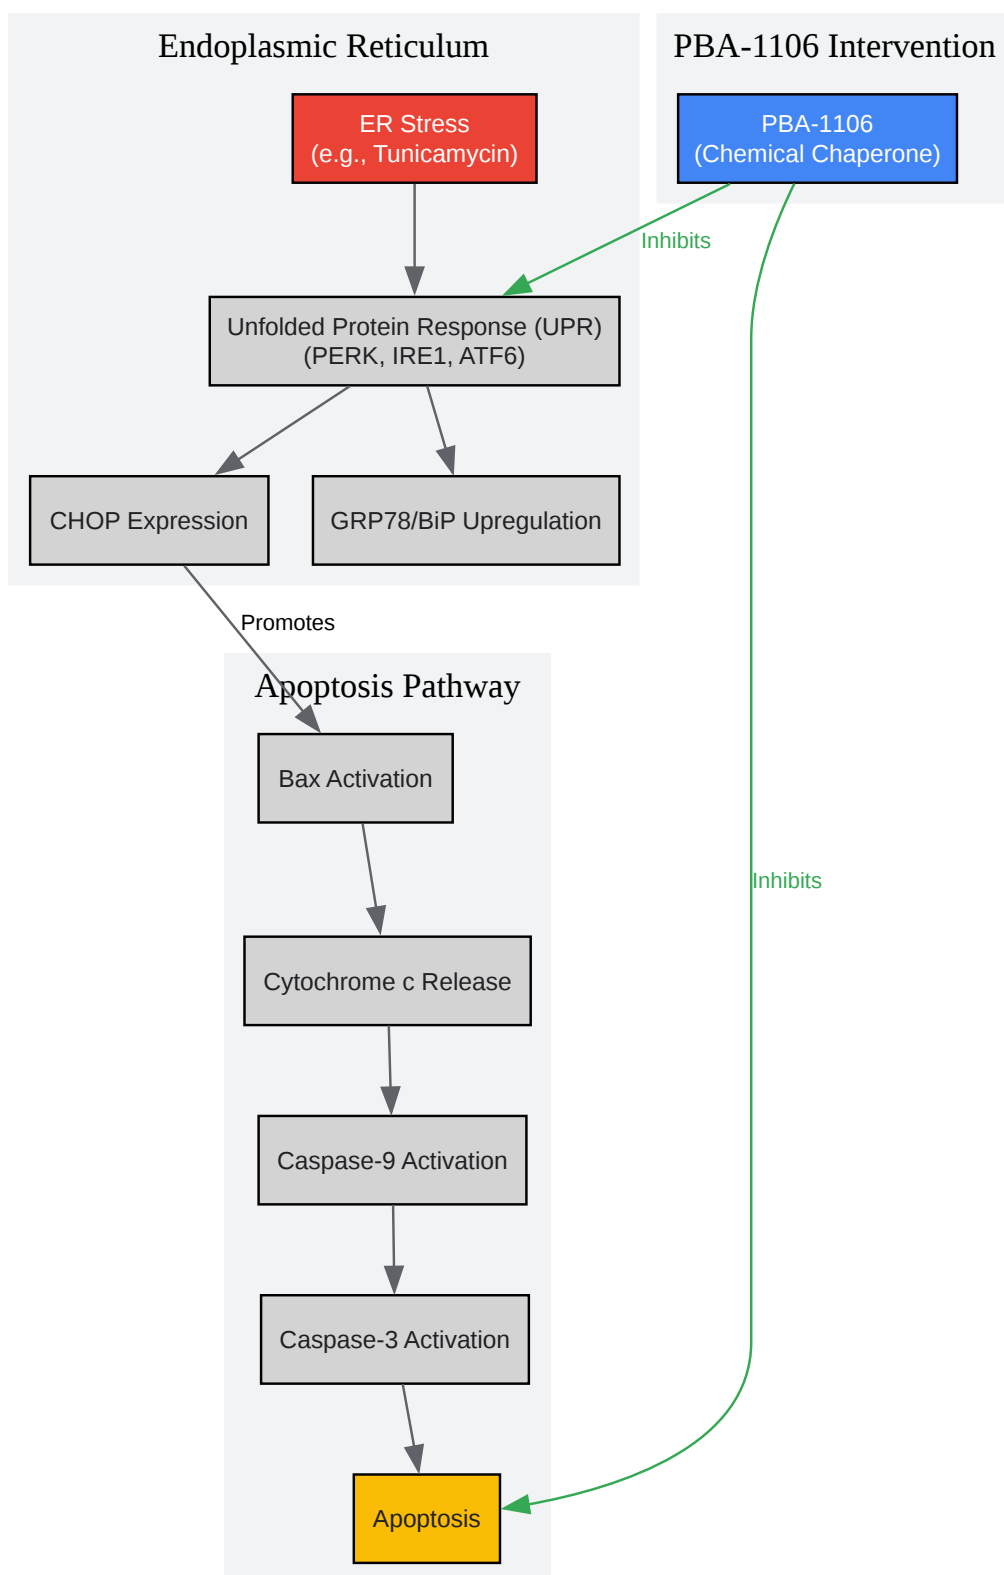 Endoplasmic Reticulum
PBA-1106 Intervention
ER Stress
(e.g., Tunicamycin)
PBA-1106
(Chemical Chaperone)
Inhibits
Unfolded Protein Response (UPR)
(PERK, IRE1, ATF6)
CHOP Expression
GRP78/BiP Upregulation
Promotes
Apoptosis Pathway
Bax Activation
Inhibits
Cytochrome c Release
Caspase-9 Activation
Caspase-3 Activation
Apoptosis